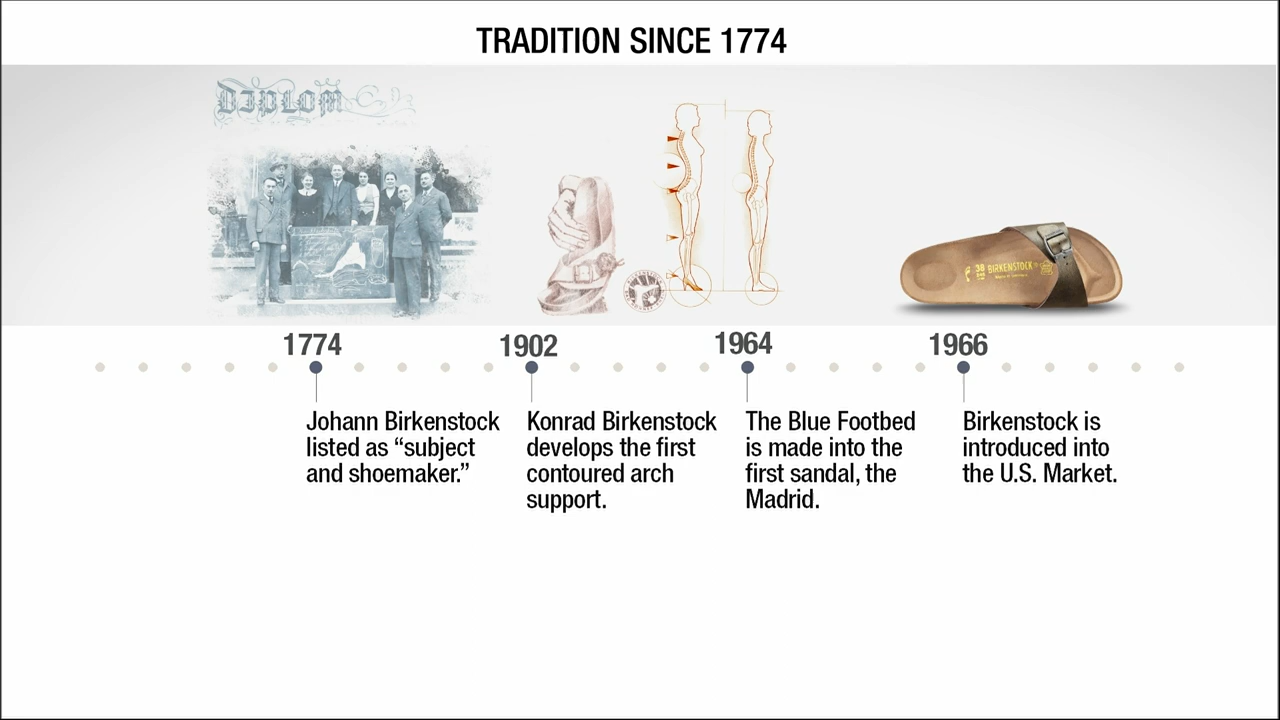 TRADITION SINCE 1774
Diplom
38
BIRKENSTOCK
1774
1902
1964
1966
Johann Birkenstock
listed as “subject
and shoemaker.”
Konrad Birkenstock
develops the first
contoured arch
support.
The Blue Footbed
is made into the
first sandal, the
Madrid.
Birkenstock is
introduced into
the U.S. Market.